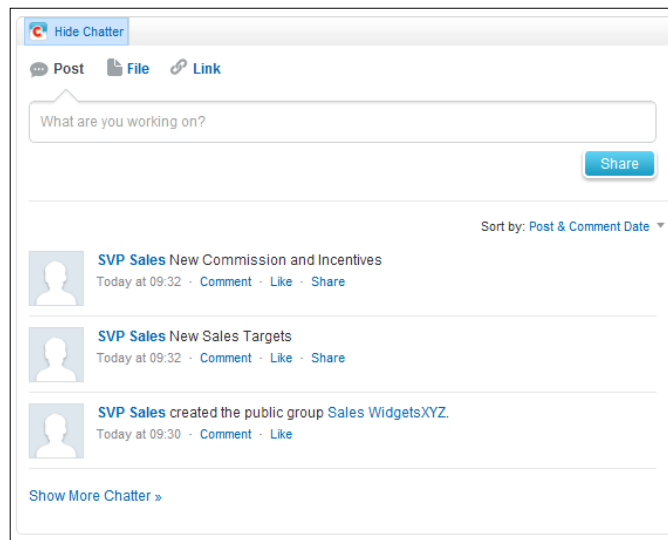 Hide Chatter
Post File Link
What are you working on?
Share
Sort by: Post & Comment Date
SVP Sales New Commission and Incentives
Today at 09:32 · Comment · Like · Share
SVP Sales New Sales Targets
Today at 09:32 · Comment · Like · Share
SVP Sales created the public group Sales WidgetsXYZ.
Today at 09:30 · Comment · Like
Show More Chatter »